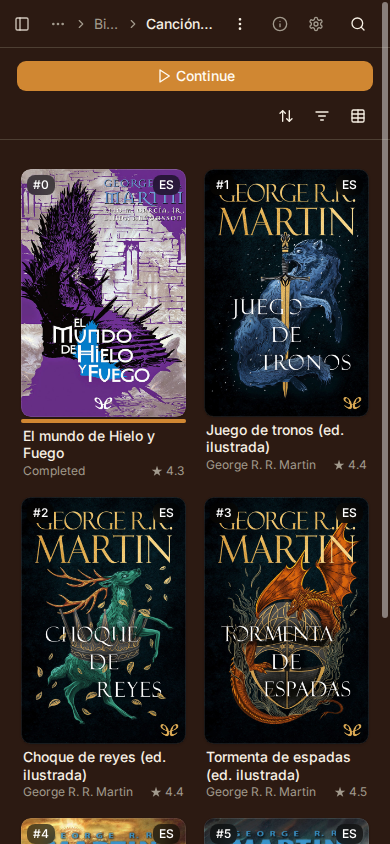 Bi...
Canción...
Continue
#0
ES
GEORGE R.R.
MARTIN
EL
MUNDO
DE HIELO
Y FUEGO
El mundo de Hielo y
Fuego
Completed
★ 4.3
#1
ES
GEORGE R.R.
MARTIN
JUEGO
DE
TRONOS
Juego de tronos (ed.
ilustrada)
George R. R. Martin
★ 4.4
#2
ES
GEORGE R.R.
MARTIN
CHOQUE
DE
REYES
Choque de reyes (ed.
ilustrada)
George R. R. Martin
★ 4.4
#3
ES
GEORGE R.R.
MARTIN
TORMENTA
DE
ESPADAS
Tormenta de espadas
(ed. ilustrada)
George R. R. Martin
★ 4.5
#4
ES
#5
ES